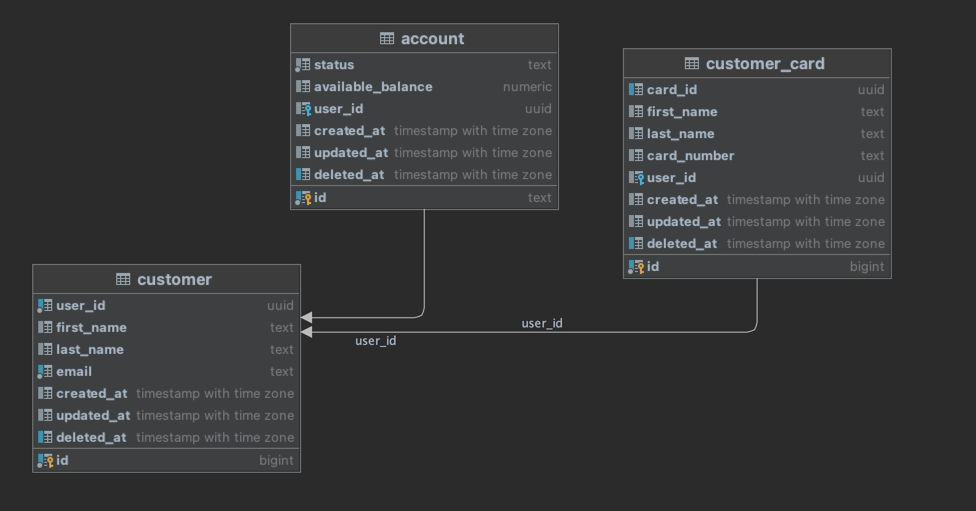 account
status text
available_balance numeric
user_id uuid
created_at timestamp with time zone
updated_at timestamp with time zone
deleted_at timestamp with time zone
id text
customer_card
card_id uuid
first_name text
last_name text
card_number text
user_id uuid
created_at timestamp with time zone
updated_at timestamp with time zone
deleted_at timestamp with time zone
id bigint
customer
user_id uuid
first_name text
last_name text
email text
created_at timestamp with time zone
updated_at timestamp with time zone
deleted_at timestamp with time zone
id bigint
user_id
user_id